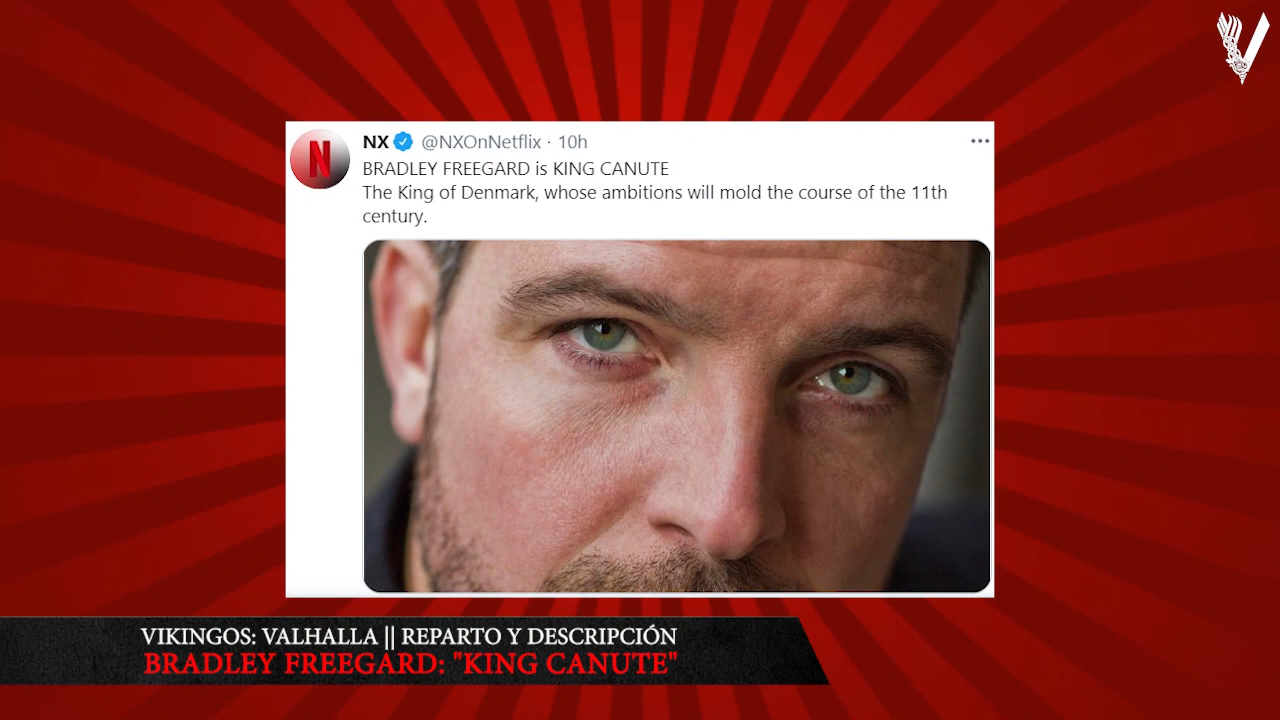 NX @NXOnNetflix · 10h
BRADLEY FREEGARD is KING CANUTE
The King of Denmark, whose ambitions will mold the course of the 11th
century.
VIKINGOS: VALHALLA || REPARTO Y DESCRIPCIÓN
BRADLEY FREEGARD: "KING CANUTE"